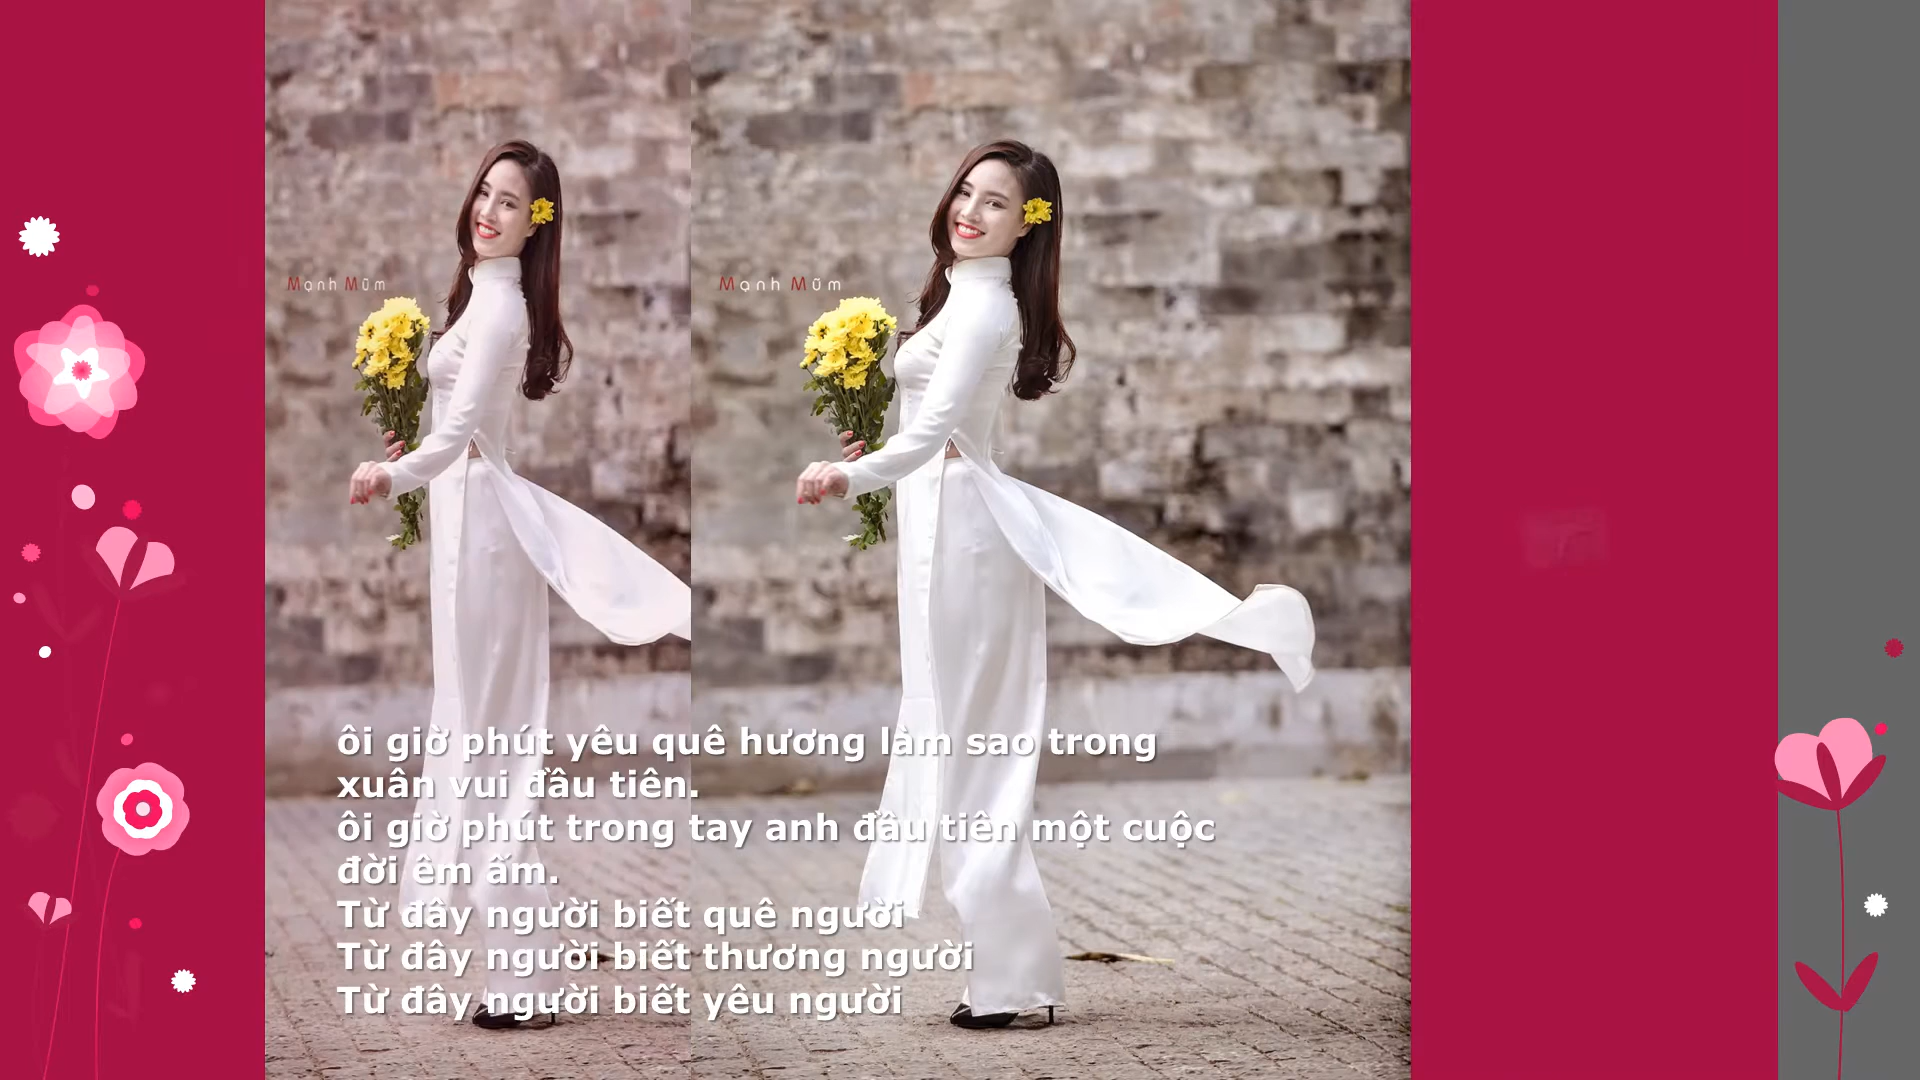 Mạnh Mũm
Mạnh Mũm
ôi giờ phút yêu quê hương làm sao trong
xuân vui đầu tiên.
ôi giờ phút trong tay anh đầu tiên một cuộc
đời êm ấm.
Từ đây người biết quê người
Từ đây người biết thương người
Từ đây người biết yêu người